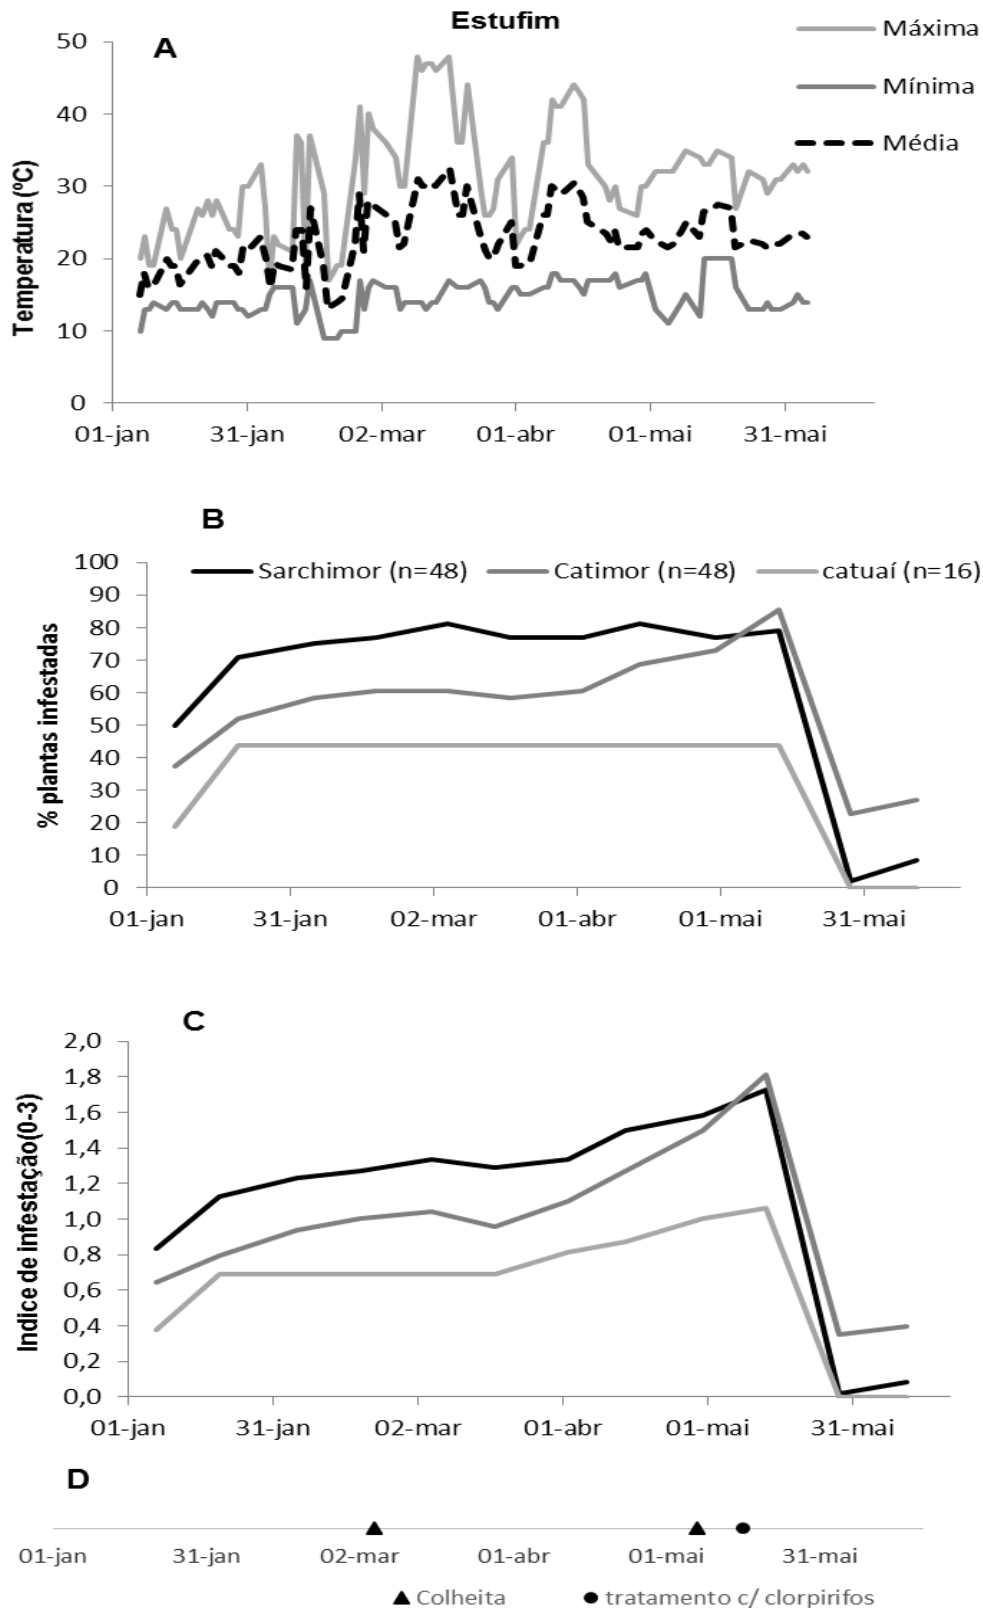 Estufim
A
Máxima
Mínima
Média
Temperatura (ºC)
50
40
30
20
10
0
01-jan 31-jan 02-mar 01-abr 01-mai 31-mai
B
Sarchimor (n=48) Catimor (n=48) catuaí (n=16)
% plantas infestadas
100
90
80
70
60
50
40
30
20
10
0
01-jan 31-jan 02-mar 01-abr 01-mai 31-mai
C
Indice de infestação(0-3)
2,0
1,8
1,6
1,4
1,2
1,0
0,8
0,6
0,4
0,2
0,0
01-jan 31-jan 02-mar 01-abr 01-mai 31-mai
D
01-jan 31-jan 02-mar 01-abr 01-mai 31-mai
Colheita tratamento c/ clorpirifos